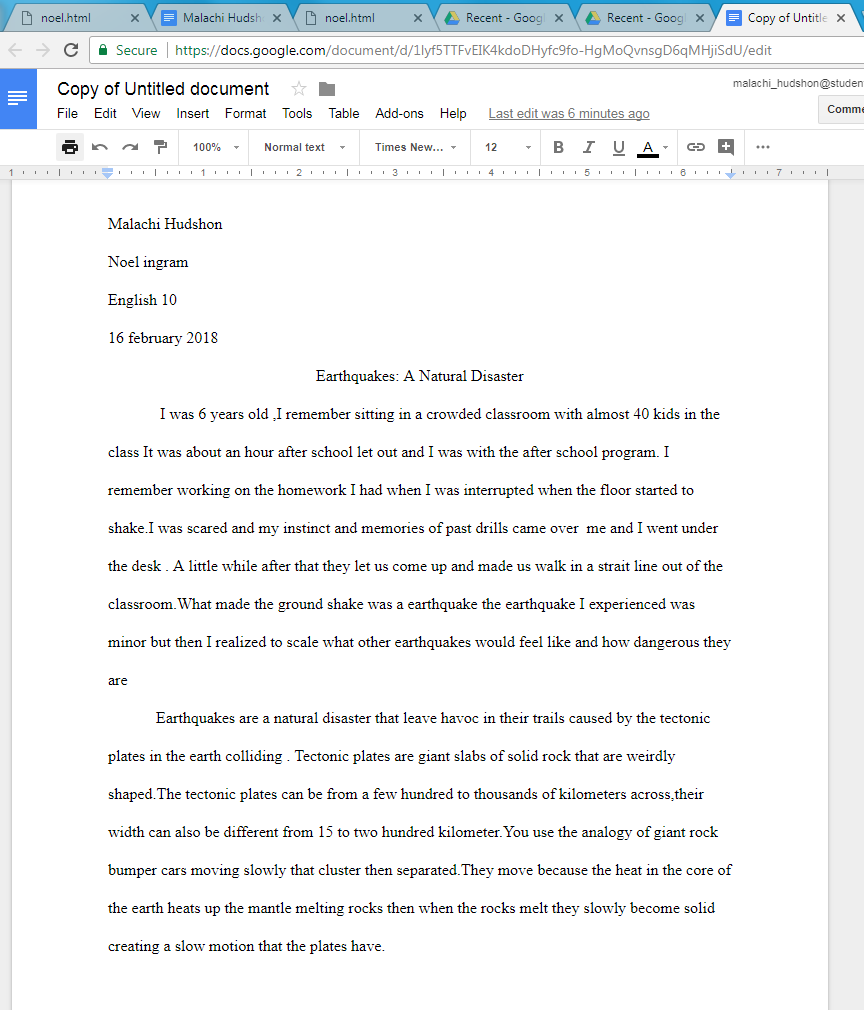 noel.html Malachi Hudsh noel.html Recent - Goog Recent - Goog Copy of Untitle
Secure https://docs.google.com/document/d/1lyf5TTFvEIK4kdoDHyfc9fo-HgMoQvnsgD6qMHjiSdU/edit
Copy of Untitled document malachi_hudshon@studen
File Edit View Insert Format Tools Table Add-ons Help Last edit was 6 minutes ago Comme
100% Normal text Times New... 12 B I U A
1 1 2 3 4 5 6 7
Malachi Hudshon
Noel ingram
English 10
16 february 2018
Earthquakes: A Natural Disaster
I was 6 years old ,I remember sitting in a crowded classroom with almost 40 kids in the
class It was about an hour after school let out and I was with the after school program. I
remember working on the homework I had when I was interrupted when the floor started to
shake.I was scared and my instinct and memories of past drills came over  me and I went under
the desk . A little while after that they let us come up and made us walk in a strait line out of the
classroom.What made the ground shake was a earthquake the earthquake I experienced was
minor but then I realized to scale what other earthquakes would feel like and how dangerous they
are
Earthquakes are a natural disaster that leave havoc in their trails caused by the tectonic
plates in the earth colliding . Tectonic plates are giant slabs of solid rock that are weirdly
shaped.The tectonic plates can be from a few hundred to thousands of kilometers across,their
width can also be different from 15 to two hundred kilometer.You use the analogy of giant rock
bumper cars moving slowly that cluster then separated.They move because the heat in the core of
the earth heats up the mantle melting rocks then when the rocks melt they slowly become solid
creating a slow motion that the plates have.